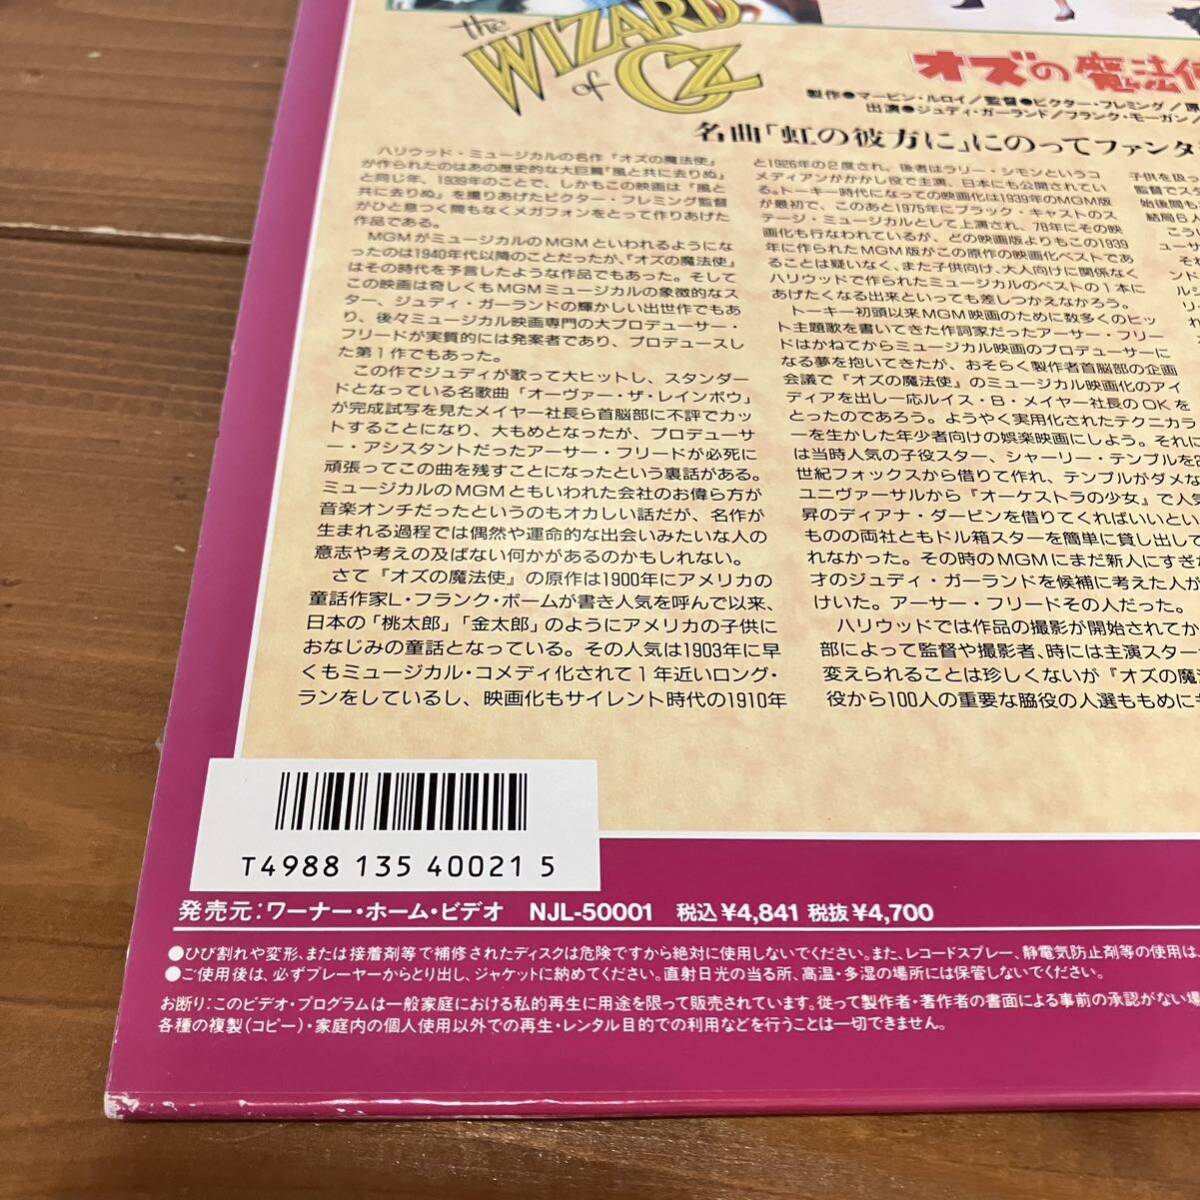 the
WIZARD
of OZ
オズの魔法使
製作●マービン・ルロイ/監督●ビクター・フレミング/原
出演●ジュディ・ガーランド/フランク・モーガン/
名曲「虹の彼方に」にのってファンタ
ハリウッド・ミュージカルの名作『オズの魔法使』
が作られたのはあの歴史的な大巨篇『風と共に去りぬ』
と同じ年、1939年のことで、しかもこの映画は『風と
共に去りぬ』を撮りあげたビクター・フレミング監督
がひと息つく間もなくメガフォンをとって作りあげた
作品である。
MGMがミュージカルのMGMといわれるようにな
ったのは1940年代以降のことだったが、『オズの魔法使』
はその時代を予言したような作品でもあった。そして
この映画は奇しくもMGMミュージカルの象徴的なス
ター、ジュディ・ガーランドの輝かしい出世作でもあ
り、後々ミュージカル映画専門の大プロデューサー・
フリードが実質的には発案者であり、プロデュースし
た第1作でもあった。
この作でジュディが歌って大ヒットし、スタンダー
ドとなっている名歌曲「オーヴァー・ザ・レインボウ」
が完成試写を見たメイヤー社長ら首脳部に不評でカッ
トすることになり、大もめとなったが、プロデューサ
ー・アシスタントだったアーサー・フリードが必死に
頑張ってこの曲を残すことになったという裏話がある。
ミュージカルのMGMともいわれた会社のお偉ら方が
音楽オンチだったというのもオカしい話だが、名作が
生まれる過程では偶然や運命的な出会いみたいな人の
意志や考えの及ばない何かがあるのかもしれない。
さて『オズの魔法使』の原作は1900年にアメリカの
童話作家L・フランク・ボームが書き人気を呼んで以来、
日本の「桃太郎」「金太郎」のようにアメリカの子供に
おなじみの童話となっている。その人気は1903年に早
くもミュージカル・コメディ化されて1年近いロング・
ランをしているし、映画化もサイレント時代の1910年
と1926年の2度され、後者はラリー・シモンというコ
メディアンがかかし役で主演、日本にも公開されてい
る。トーキー時代になっての映画化は1939年のMGM版
が最初で、このあと1975年にブラック・キャストのス
テージ・ミュージカルとして上演され、78年にその映
画化も行なわれているが、どの映画版よりもこの1939
年に作られたMGM版がこの原作の映画化ベストであ
ることは疑いなく、また子供向け、大人向けに関係なく
ハリウッドで作られたミュージカルのベストの1本に
あげたくなる出来といっても差しつかえなかろう。
トーキー初頭以来MGM映画のために数多くのヒッ
ト主題歌を書いてきた作詞家だったアーサー・フリー
ドはかねてからミュージカル映画のプロデューサーに
なる夢を抱いてきたが、おそらく製作者首脳部の企画
会議で『オズの魔法使』のミュージカル映画化のアイ
ディアを出し一応ルイス・B・メイヤー社長のOKを
とったのであろう。ようやく実用化されたテクニカラ
ーを生かした年少者向けの娯楽映画にしよう。それに
は当時人気の子役スター、シャーリー・テンプルを2
世紀フォックスから借りて作れ、テンプルがダメな
ユニヴァーサルから『オーケストラの少女』で人気
昇のディアナ・ダービンを借りてくればいいとい
ものの両社ともドル箱スターを簡単に貸し出して
れなかった。その時のMGMにまだ新人にすぎ
才のジュディ・ガーランドを候補に考えた人が
けいた。アーサー・フリードその人だった。
ハリウッドでは作品の撮影が開始されてか
部によって監督や撮影者、時には主演スター
変えられることは珍しくないが『オズの魔
役から100人の重要な脇役の人選ももめに
子供を扱っ
監督でスク
始後間も
結局6人
こうい
ューサ
それ
ンド
ルシ
リー
れ
T4988 135 40021 5
発売元:ワーナー・ホーム・ビデオ NJL-50001 税込¥4,841 税抜¥4,700
●ひび割れや変形、または接着剤等で補修されたディスクは危険ですから絶対に使用しないでください。また、レコードスプレー、静電気防止剤等の使用は、
●ご使用後は、必ずプレーヤーからとり出し、ジャケットに納めてください。直射日光の当る所、高温・多湿の場所には保管しないでください。
お断り:このビデオ・プログラムは一般家庭における私的再生に用途を限って販売されています。従って製作者・著作者の書面による事前の承認がない場
各種の複製(コピー)・家庭内の個人使用以外での再生・レンタル目的での利用などを行うことは一切できません。